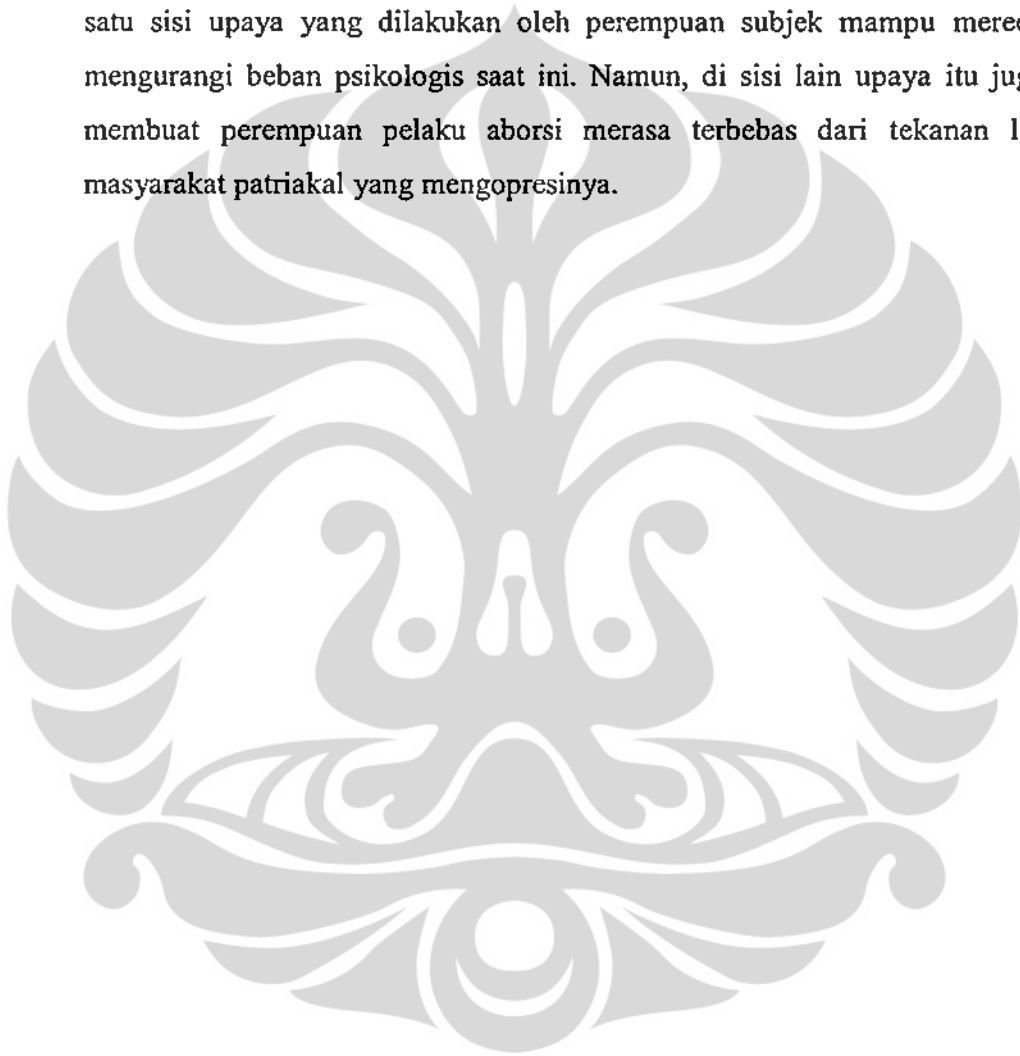 satu sisi upaya yang dilakukan oleh perempuan subjek mampu
mengurangi beban psikologis saat ini. Namun, di sisi lain upaya itu
membuat perempuan pelaku aborsi merasa terbebas dari tekanan
masyarakat patriakal yang mengopresinya.